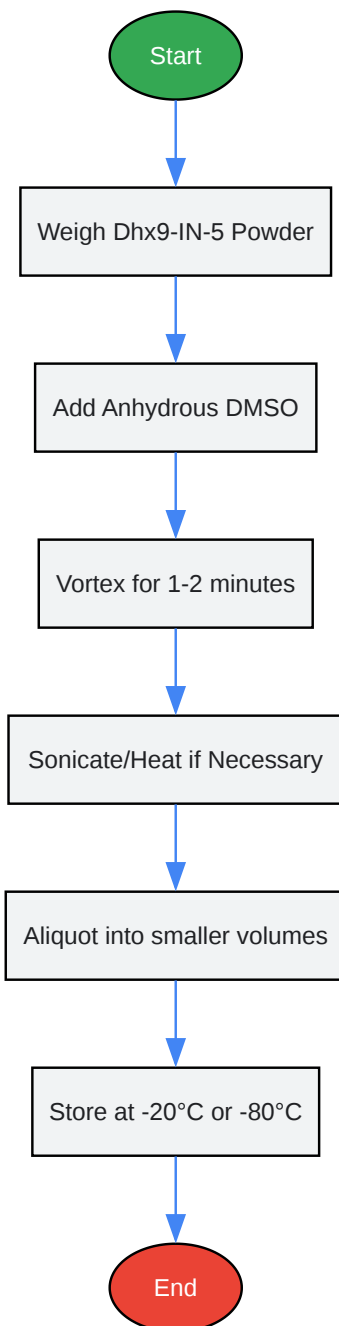 Start
Weigh Dhx9-IN-5 Powder
Add Anhydrous DMSO
Vortex for 1-2 minutes
Sonicate/Heat if Necessary
Aliquot into smaller volumes
Store at -20°C or -80°C
End